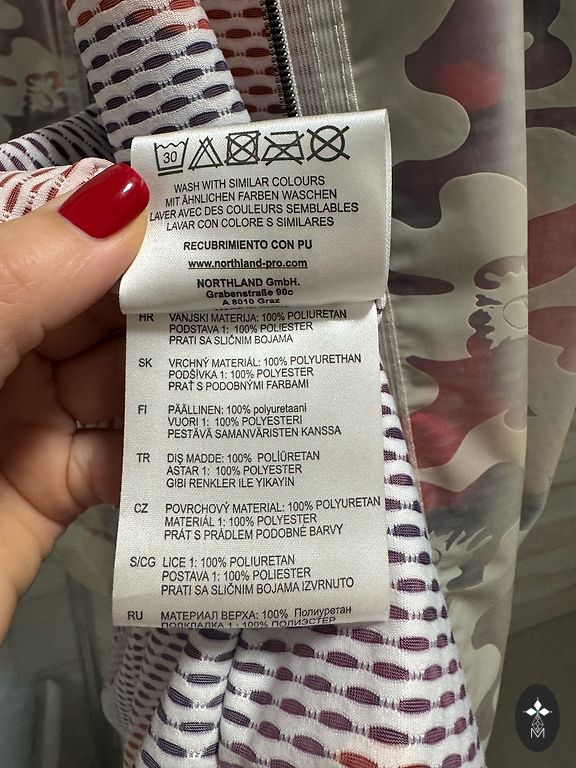 30
WASH WITH SIMILAR COLOURS
MIT ÄHNLICHEN FARBEN WASCHEN
LAVER AVEC DES COULEURS SEMBLABLES
LAVAR CON COLORE S SIMILARES
RECUBRIMIENTO CON PU
www.northland-pro.com
NORTHLAND GmbH.
Grabenstraße 90c
A 8010 Graz
HR VANJSKI MATERIJA: 100% POLIURETAN
PODSTAVA 1: 100% POLIESTER
PRATI SA SLIČNIM BOJAMA
SK VRCHNÝ MATERIÁL: 100% POLYURETHAN
PODŠÍVKA 1: 100% POLYESTER
PRAŤ S PODOBNÝMI FARBAMI
FI PÄÄLLINEN: 100% polyuretaani
VUORI 1: 100% POLYESTERI
PESTÄVÄ SAMANVÄRISTEN KANSSA
TR DIŞ MADDE: 100% POLİÜRETAN
ASTAR 1: 100% POLYESTER
GIBI RENKLER ILE YIKAYIN
CZ POVRCHOVÝ MATERIAL: 100% POLYURETAN
MATERIÁL 1: 100% POLYESTER
PRÁT S PRÁDLEM PODOBNÉ BARVY
S/CG LICE 1: 100% POLIURETAN
POSTAVA 1: 100% POLIESTER
PRATI SA SLIČNIM BOJAMA IZVRNUTO
RU МАТЕРИАЛ ВЕРХА: 100% Полиуретан
ПОДКЛАДКА 1: 100% ПОЛИЭСТЕР
M